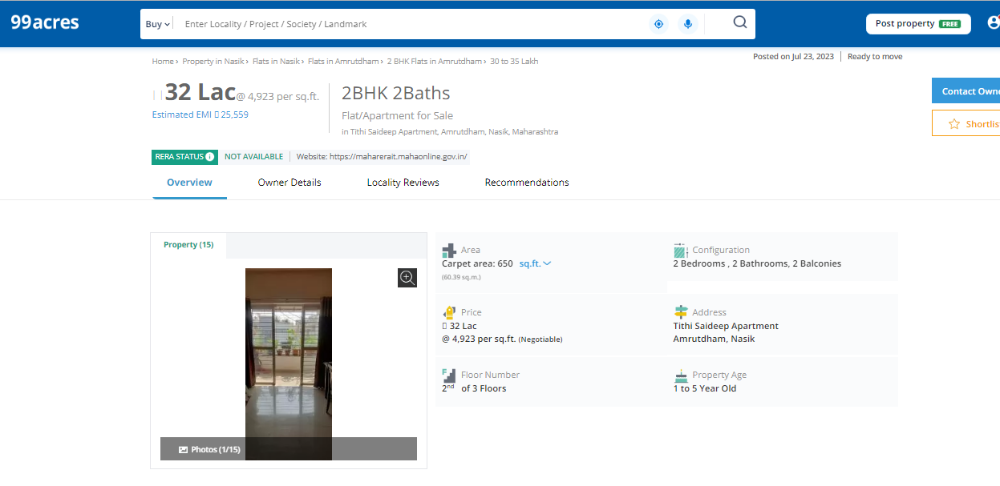 99acres
Buy
Enter Locality / Project / Society / Landmark
Post property FREE
Home › Property in Nasik › Flats in Nasik › Flats in Amrutdham › 2 BHK Flats in Amrutdham › 30 to 35 Lakh
Posted on Jul 23, 2023 | Ready to move
32 Lac @ 4,923 per sq.ft.
Estimated EMI 25,559
2BHK 2Baths
Flat/Apartment for Sale
in Tithi Saideep Apartment, Amrutdham, Nasik, Maharashtra
Contact Owne
Shortlis
RERA STATUS i NOT AVAILABLE | Website: https://maharerait.mahaonline.gov.in/
Overview Owner Details Locality Reviews Recommendations
Property (15)
Photos (1/15)
Area
Carpet area: 650 sq.ft.
(60.39 sq.m.)
Configuration
2 Bedrooms , 2 Bathrooms, 2 Balconies
Price
32 Lac
@ 4,923 per sq.ft. (Negotiable)
Address
Tithi Saideep Apartment
Amrutdham, Nasik
Floor Number
2nd of 3 Floors
Property Age
1 to 5 Year Old